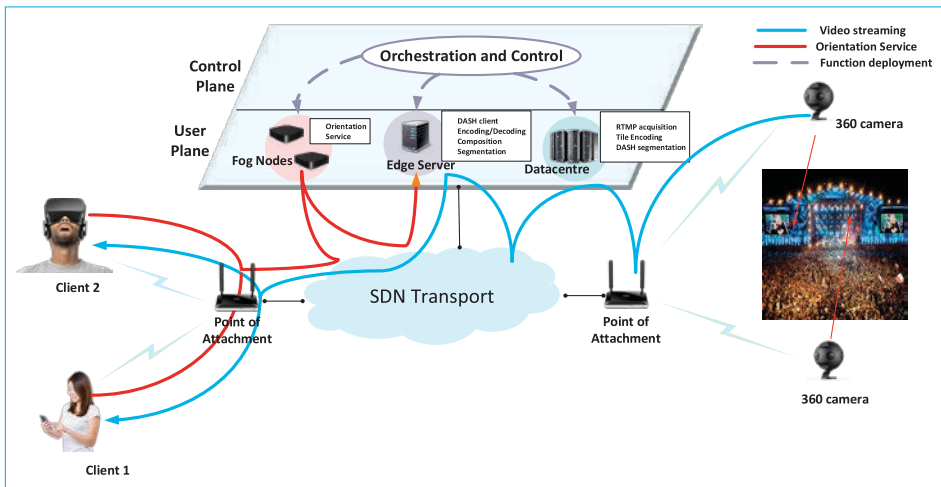 Video streaming
Orientation Service
Function deployment
Orchestration and Control
Control
Plane
User
Plane
Orientation
Service
Fog Nodes
DASH client
Encoding/Decoding
Composition
Segmentation
Edge Server
RTMP acquisition
Tile Encoding
DASH segmentation
Datacentre
360 camera
Client 2
SDN Transport
Point of
Attachment
Point of
Attachment
360 camera
Client 1